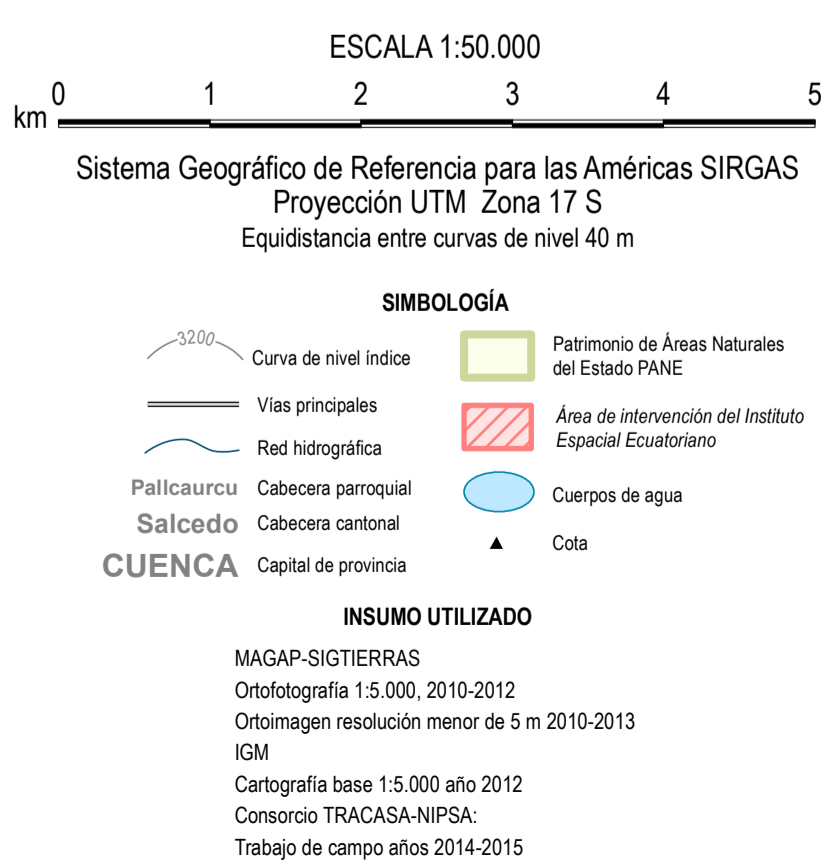 ESCALA 1:50.000
0 1 2 3 4 5
km
Sistema Geográfico de Referencia para las Américas SIRGAS
Proyección UTM Zona 17 S
Equidistancia entre curvas de nivel 40 m
SIMBOLOGÍA
3200
Curva de nivel índice
Vías principales
Red hidrográfica
Pallcaurcu Cabecera parroquial
Salcedo Cabecera cantonal
CUENCA Capital de provincia
Patrimonio de Áreas Naturales
del Estado PANE
Área de intervención del Instituto
Espacial Ecuatoriano
Cuerpos de agua
Cota
INSUMO UTILIZADO
MAGAP-SIGTIERRAS
Ortofotografía 1:5.000, 2010-2012
Ortoimagen resolución menor de 5 m 2010-2013
IGM
Cartografía base 1:5.000 año 2012
Consorcio TRACASA-NIPSA:
Trabajo de campo años 2014-2015